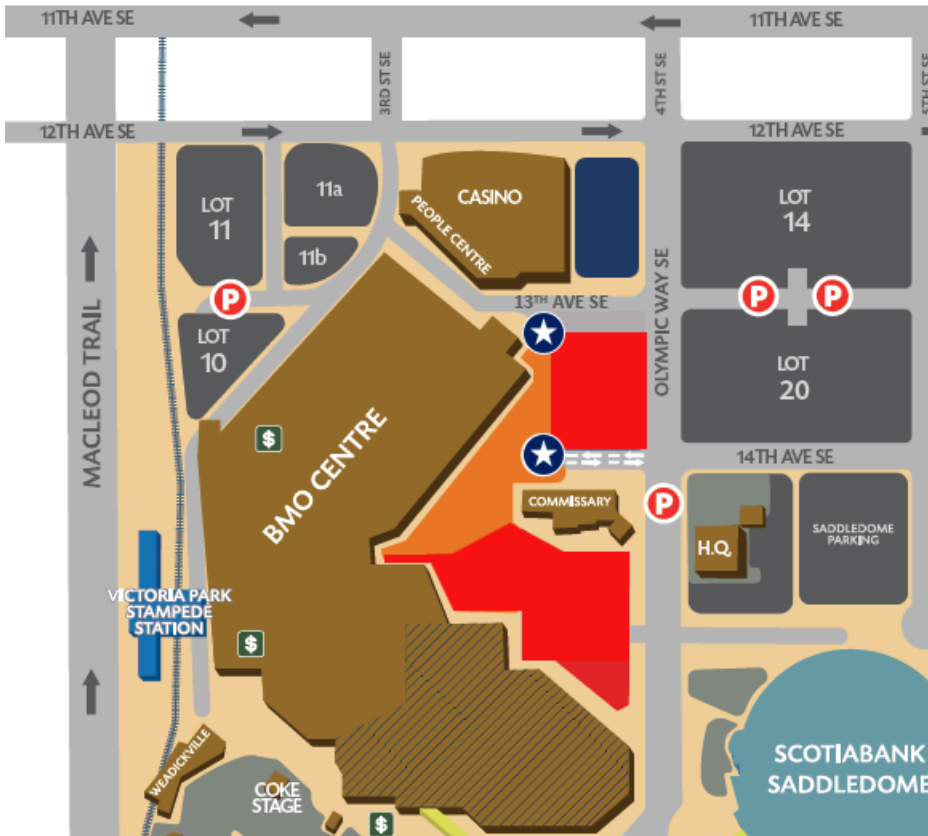 11TH AVE SE
11TH AVE SE
3RD ST SE
4TH ST SE
5TH ST SE
12TH AVE SE
12TH AVE SE
LOT
11
11a
11b
CASINO
PEOPLE CENTRE
LOT
14
P
P
P
13TH AVE SE
LOT
10
MACLEOD TRAIL
OLYMPIC WAY SE
LOT
20
$
BMO CENTRE
14TH AVE SE
COMMISSARY
P
H.Q.
SADDLEDOME
PARKING
VICTORIA PARK
STAMPEDE
STATION
$
WEADICKVILLE
COKE
STAGE
$
SCOTIABANK
SADDLEDOME